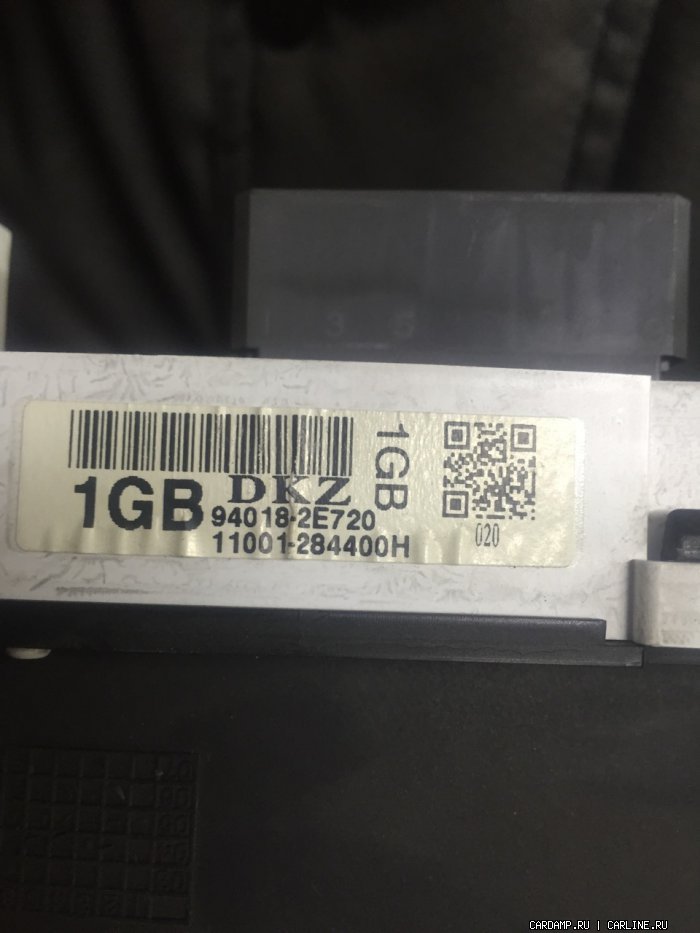 DKZ
1GB
1GB
94018-2E720
11001-284400H
020
CARDAMP.RU | CARLINE.RU